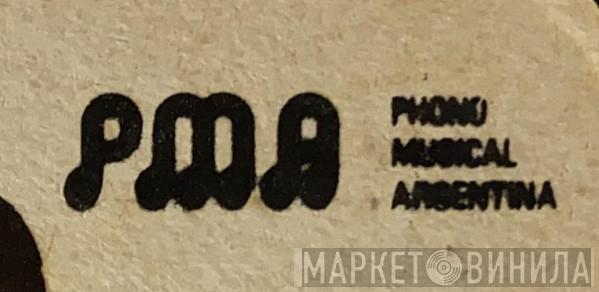 PMA
PHONO
MUSICAL
ARGENTINA
МАРКЕТ ВИНИЛА